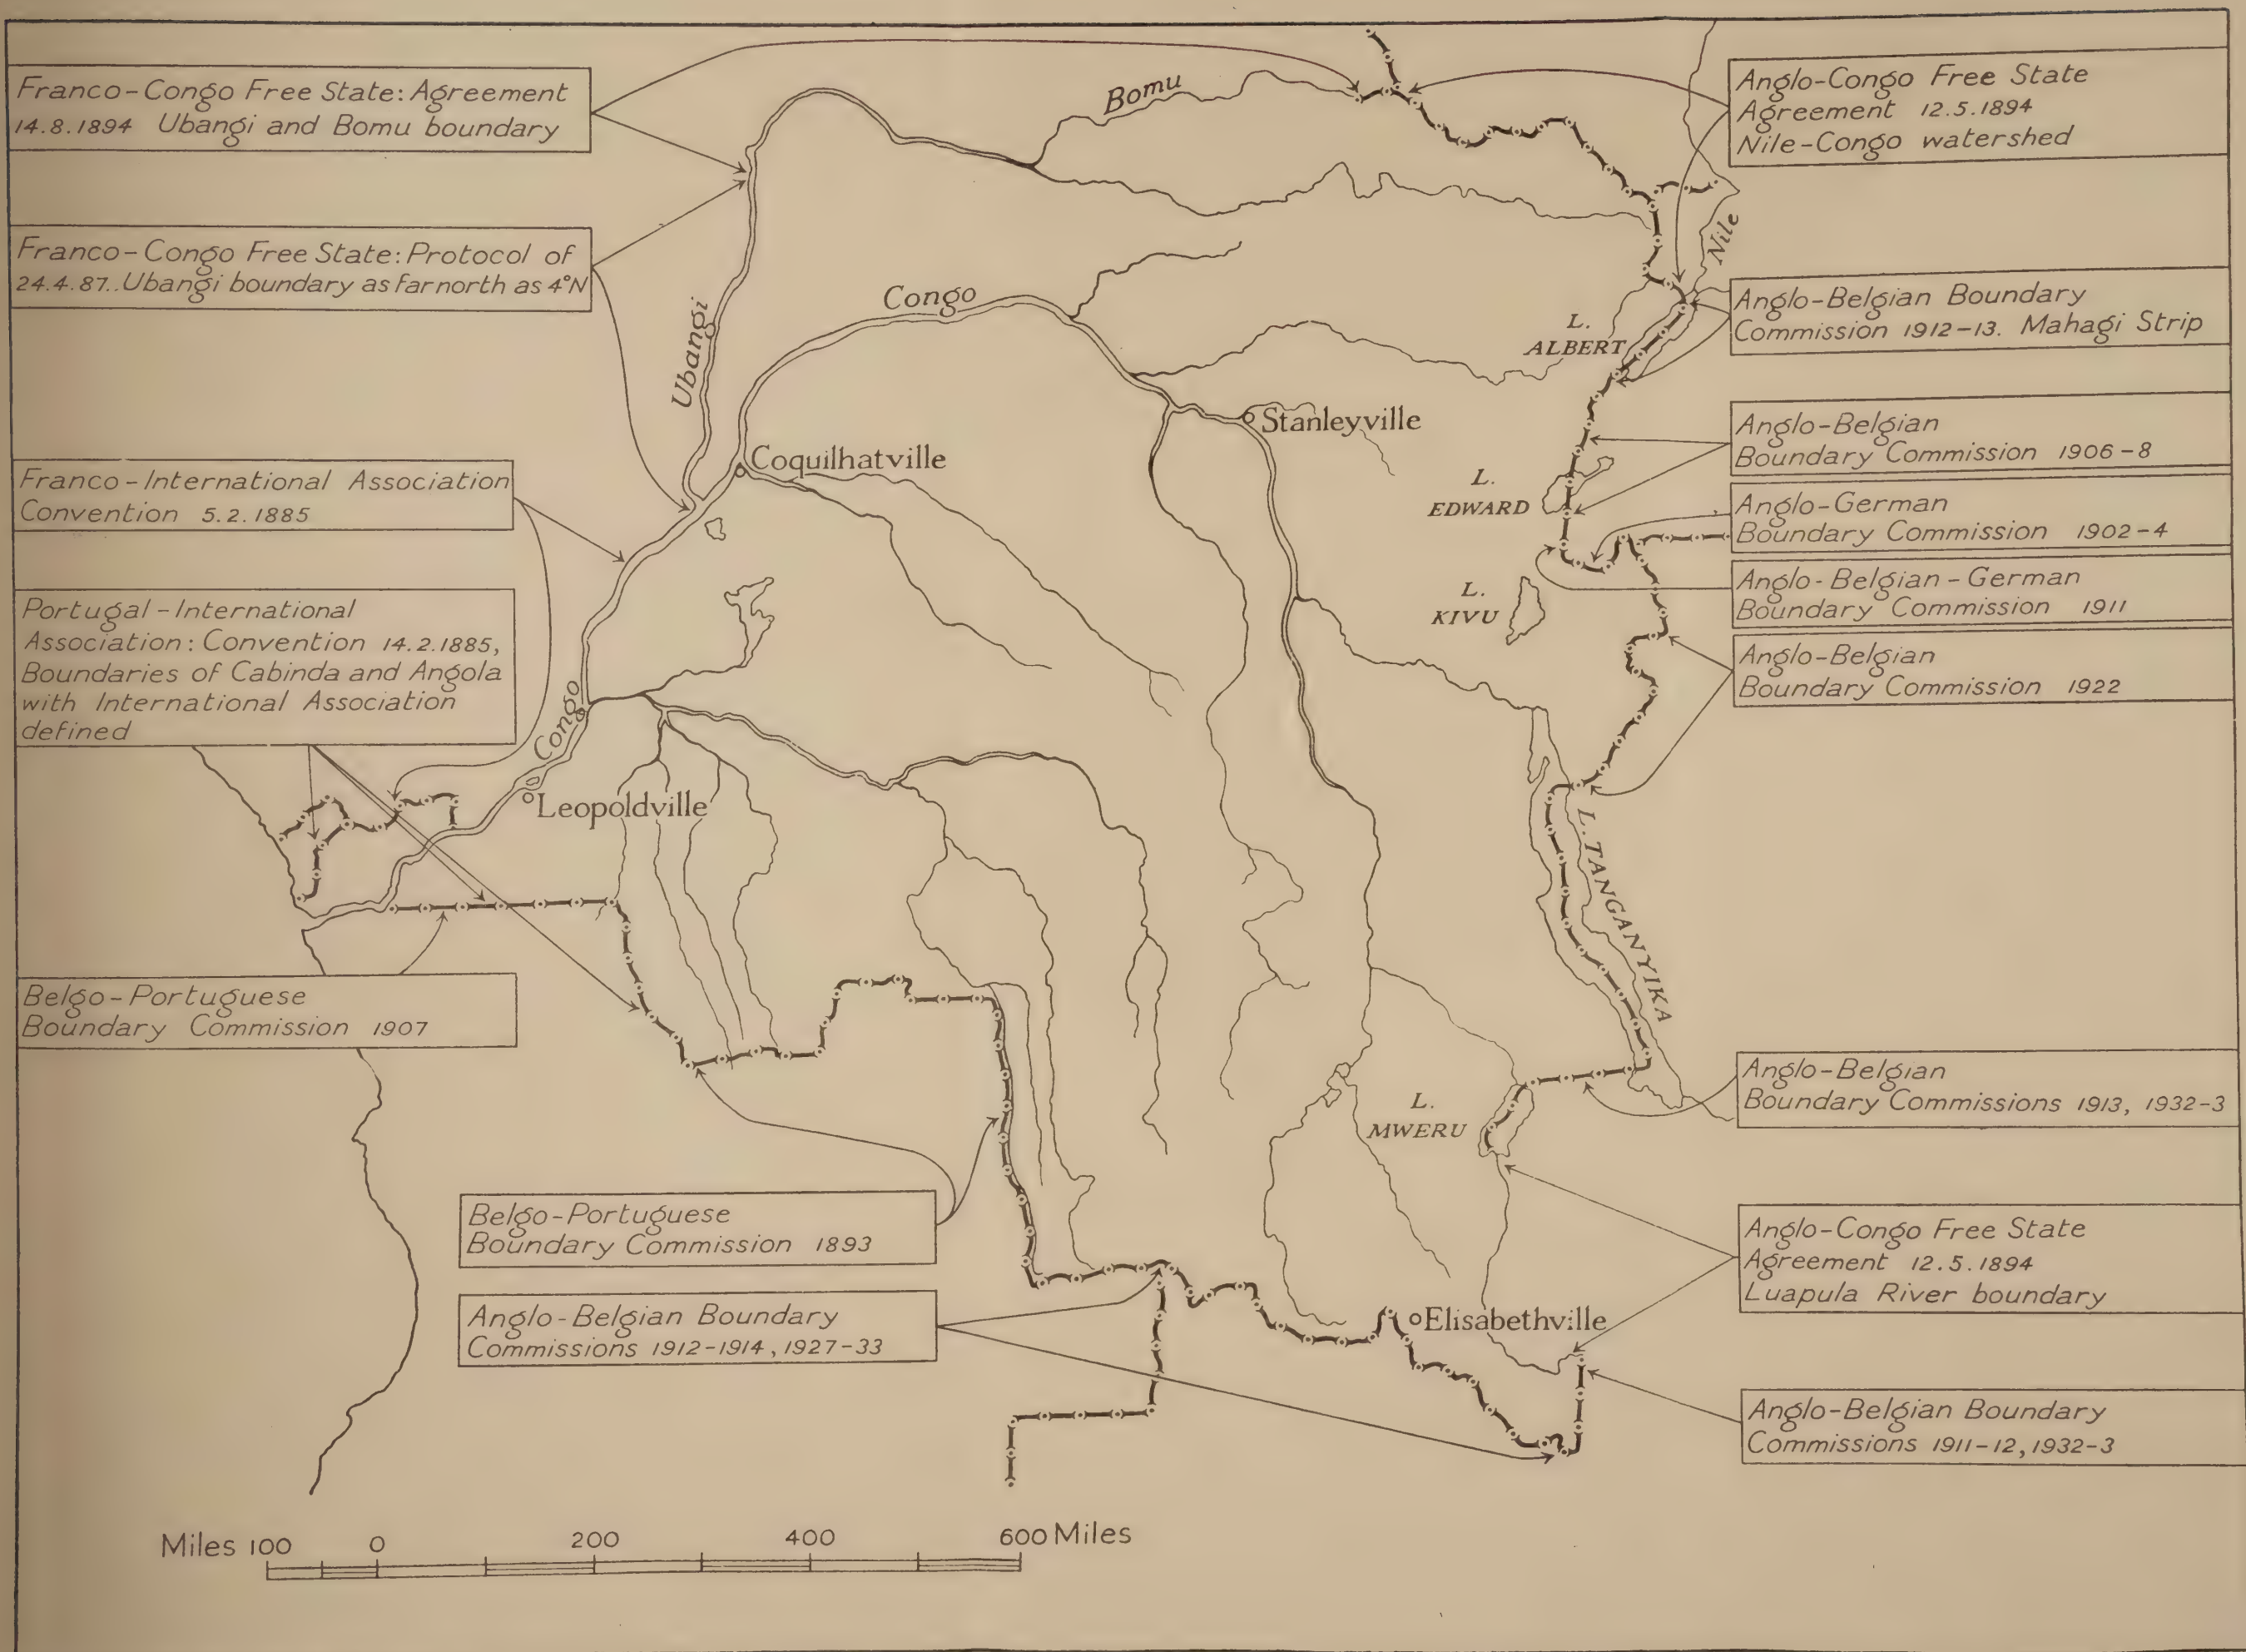 Franco-Congo Free State: Agreement
14.8.1894 Ubangi and Bomu boundary
Franco-Congo Free State: Protocol of
24.4.87..Ubangi boundary as far north as 4°N
Franco-International Association
Convention 5.2.1885
Portugal-International
Association: Convention 14.2.1885,
Boundaries of Cabinda and Angola
with International Association
defined
Belgo-Portuguese
Boundary Commission 1907
Belgo-Portuguese
Boundary Commission 1893
Anglo-Belgian Boundary
Commissions 1912-1914, 1927-33
Bomu
Ubangi
Congo
Coquilhatville
Stanleyville
Congo
Leopoldville
Nile
L.
ALBERT
L.
EDWARD
L.
KIVU
L. TANGANYIKA
L.
MWERU
Elisabethville
Anglo-Congo Free State
Agreement 12.5.1894
Nile-Congo watershed
Anglo-Belgian Boundary
Commission 1912-13. Mahagi Strip
Anglo-Belgian
Boundary Commission 1906-8
Anglo-German
Boundary Commission 1902-4
Anglo-Belgian-German
Boundary Commission 1911
Anglo-Belgian
Boundary Commission 1922
Anglo-Belgian
Boundary Commissions 1913, 1932-3
Anglo-Congo Free State
Agreement 12.5.1894
Luapula River boundary
Anglo-Belgian Boundary
Commissions 1911-12, 1932-3
Miles 100 0 200 400 600 Miles